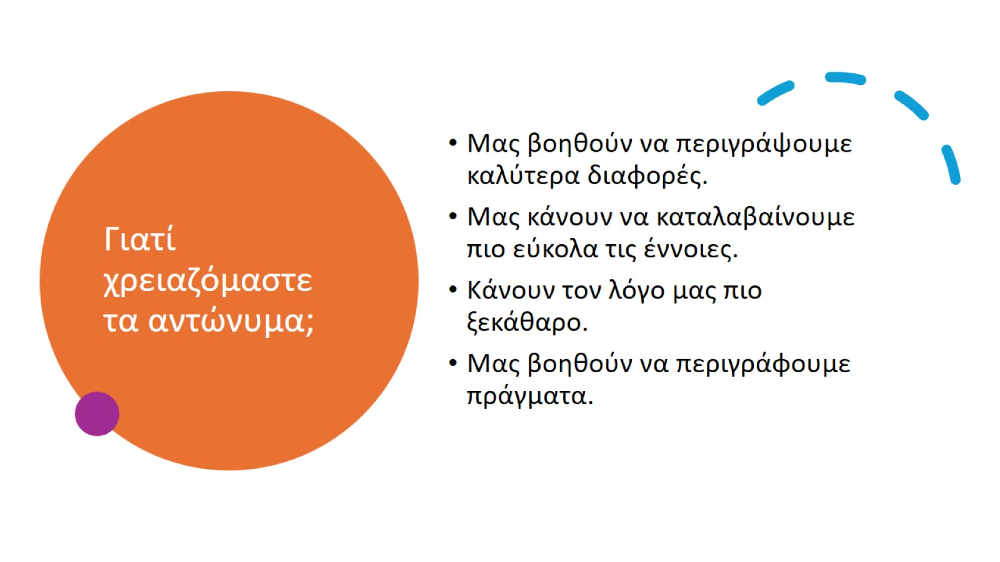 Γιατί
χρειαζόμαστε
τα αντώνυμα;
• Μας βοηθούν να περιγράψουμε
καλύτερα διαφορές.
• Μας κάνουν να καταλαβαίνουμε
πιο εύκολα τις έννοιες.
• Κάνουν τον λόγο μας πιο
ξεκάθαρο.
• Μας βοηθούν να περιγράφουμε
πράγματα.